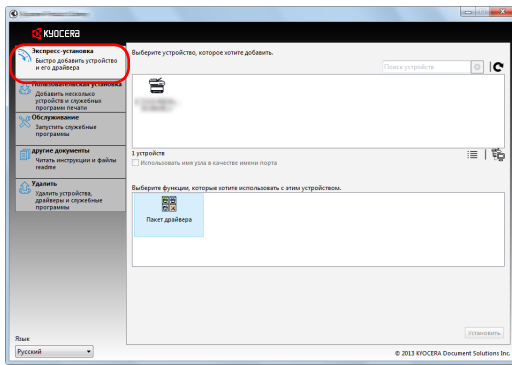 KYOCERA
Экспресс-установка
Быстро добавить устройство
и его драйвера
Пользовательская установка
Добавить несколько
устройств и служебных
программ печати
Обслуживание
Запустить служебные
программы
другие документы
Читать инструкции и файлы
readme
Удалить
Удалить устройства,
драйверы и служебные
программы
Язык
Русский
Выберите устройство, которое хотите добавить.
Поиск устройств
1 устройств
Использовать имя узла в качестве имени порта
Выберите функции, которые хотите использовать с этим устройством.
Пакет драйвера
Установить
© 2013 KYOCERA Document Solutions Inc.